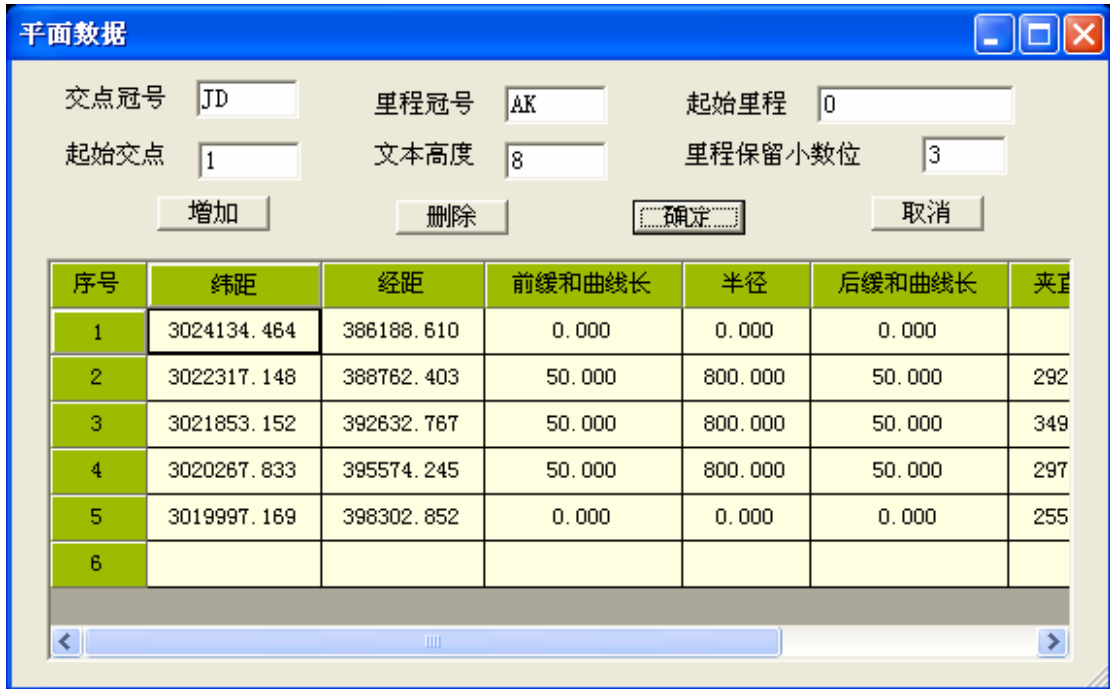 平面数据
交点冠号 JD 里程冠号 AK 起始里程 0
起始交点 1 文本高度 8 里程保留小数位 3
增加 删除 确定 取消
序号 纬距 经距 前缓和曲线长 半径 后缓和曲线长 夹
1 3024134.464 386188.610 0.000 0.000 0.000
2 3022317.148 388762.403 50.000 800.000 50.000 292
3 3021853.152 392632.767 50.000 800.000 50.000 349
4 3020267.833 395574.245 50.000 800.000 50.000 297
5 3019997.169 398302.852 0.000 0.000 0.000 255
6